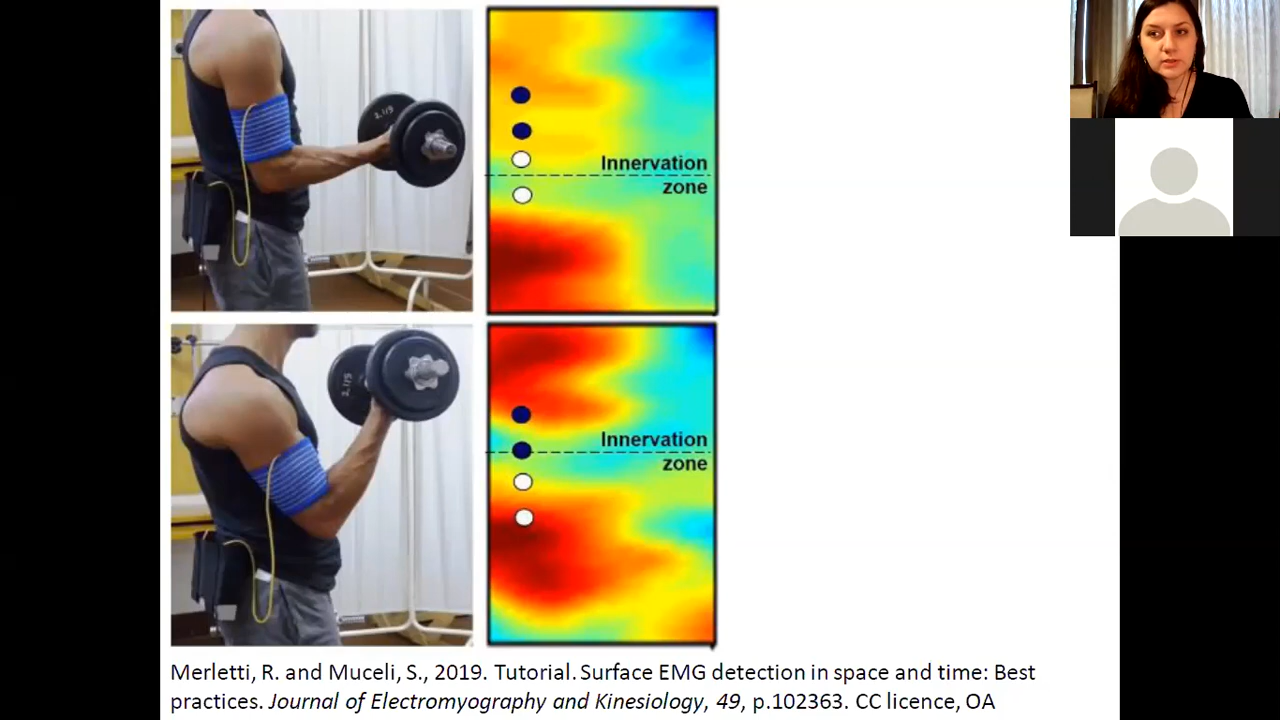 Innervation
zone
Innervation
zone
Merletti, R. and Muceli, S., 2019. Tutorial. Surface EMG detection in space and time: Best
practices. Journal of Electromyography and Kinesiology, 49, p.102363. CC licence, OA